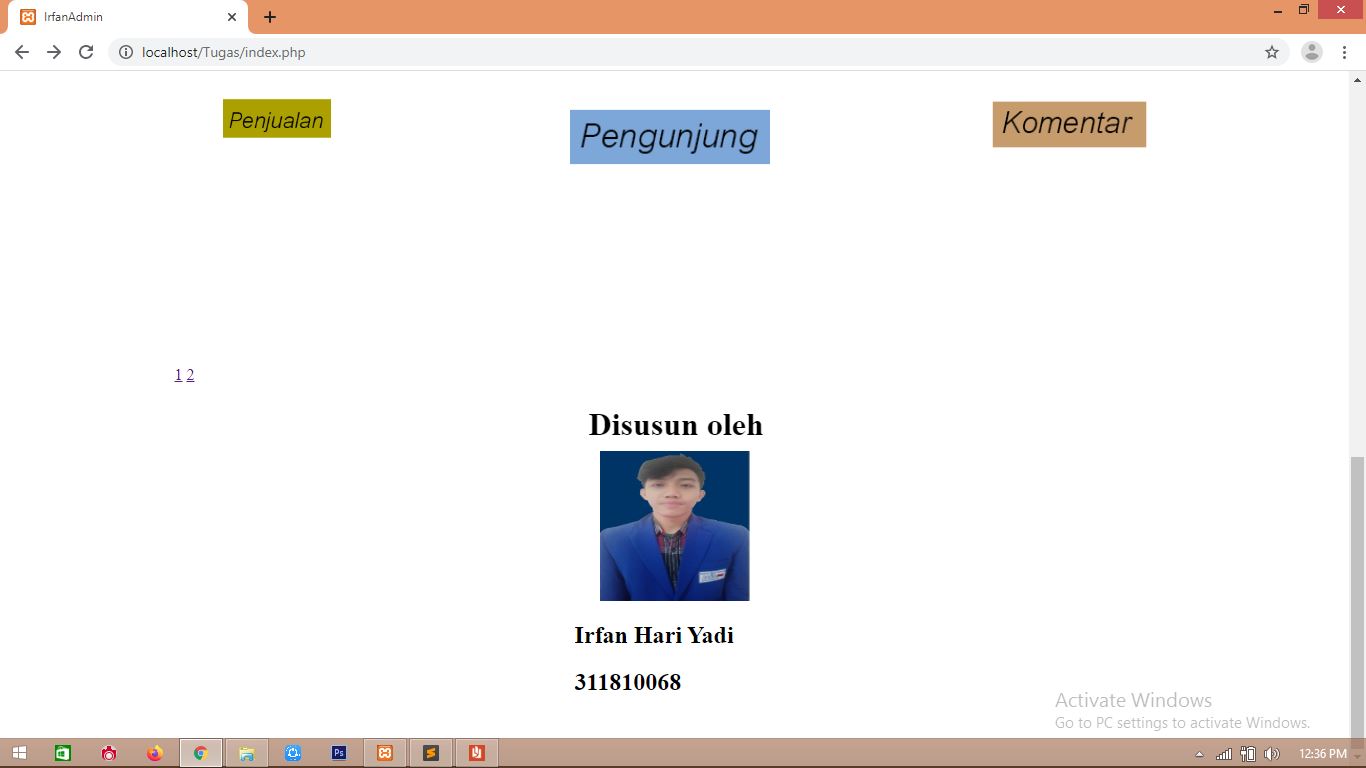 IrfanAdmin
localhost/Tugas/index.php
Penjualan
Pengunjung
Komentar
1 2
Disusun oleh
Irfan Hari Yadi
311810068
Activate Windows
Go to PC settings to activate Windows.
Ps
12:36 PM